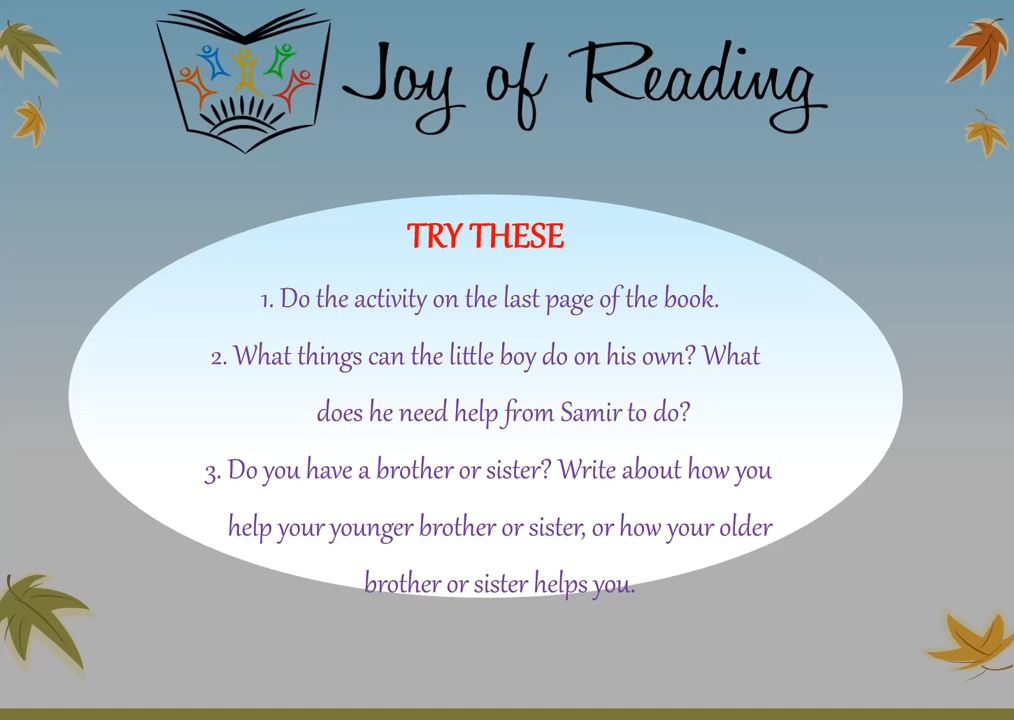 Joy of Reading
TRY THESE
1. Do the activity on the last page of the book.
2. What things can the little boy do on his own? What
does he need help from Samir to do?
3. Do you have a brother or sister? Write about how you
help your younger brother or sister, or how your older
brother or sister helps you.